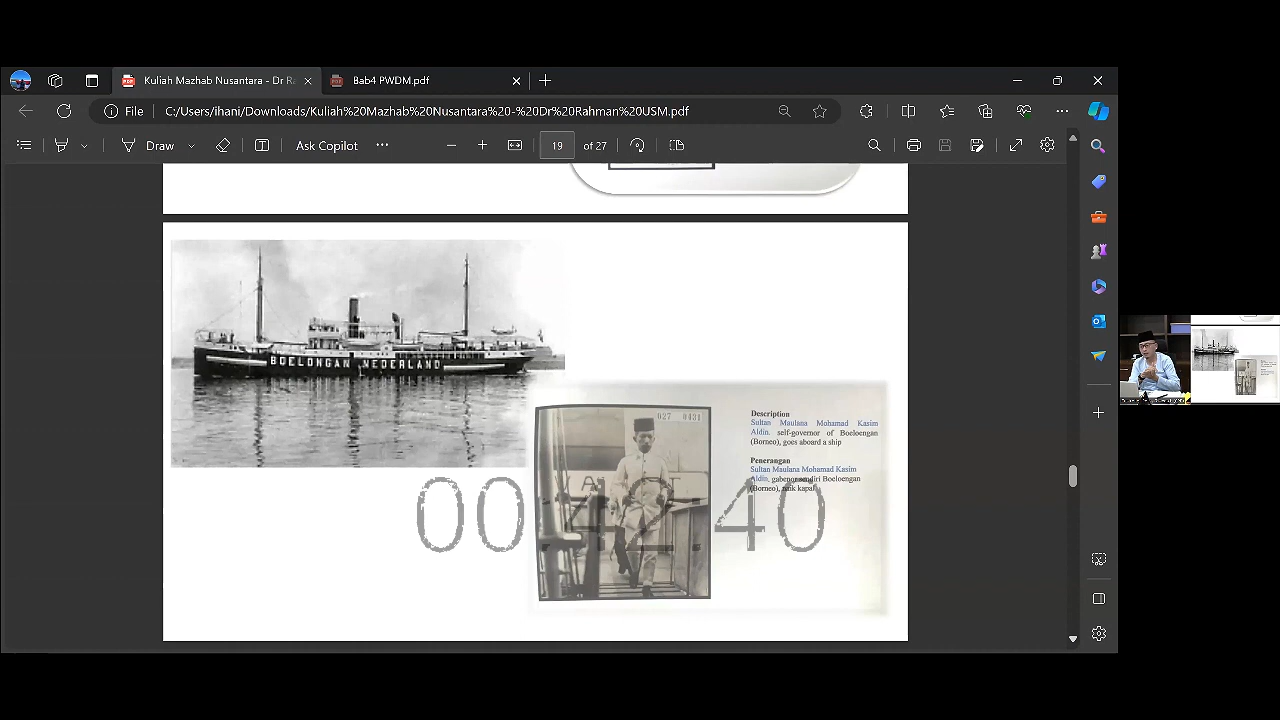 Kuliah Mazhab Nusantara - Dr Ra
Bab4 PWDM.pdf
File
C:/Users/ihanj/Downloads/Kuliah%20Mazhab%20Nusantara%20-%20Dr%20Rahman%20USM.pdf
Draw
Ask Copilot
19
of 27
BOELONGAN NEDERLAND
027 0431
Description
Sultan Maulana Mohamad Kasim
Aldin, self-governor of Boeloengan
(Borneo), goes aboard a ship
Penerangan
Sultan Maulana Mohamad Kasim
Aldin, gabenor sendiri Boeloengan
(Borneo), naik kapal
00:42:40